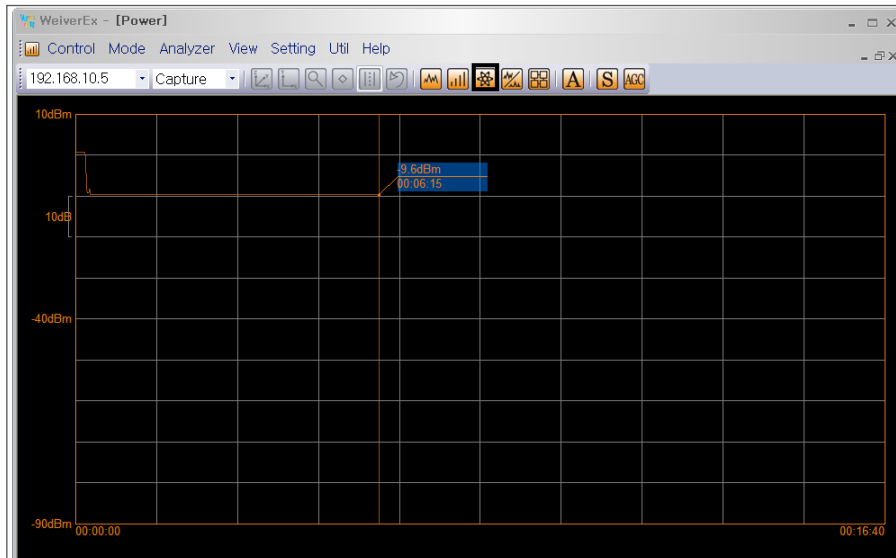 WeiverEx - [Power]
Control Mode Analyzer View Setting Util Help
192.168.10.5 Capture A S AGC
10dBm
-9.6dBm
00:06:15
10dB
-40dBm
-90dBm
00:00:00 00:16:40